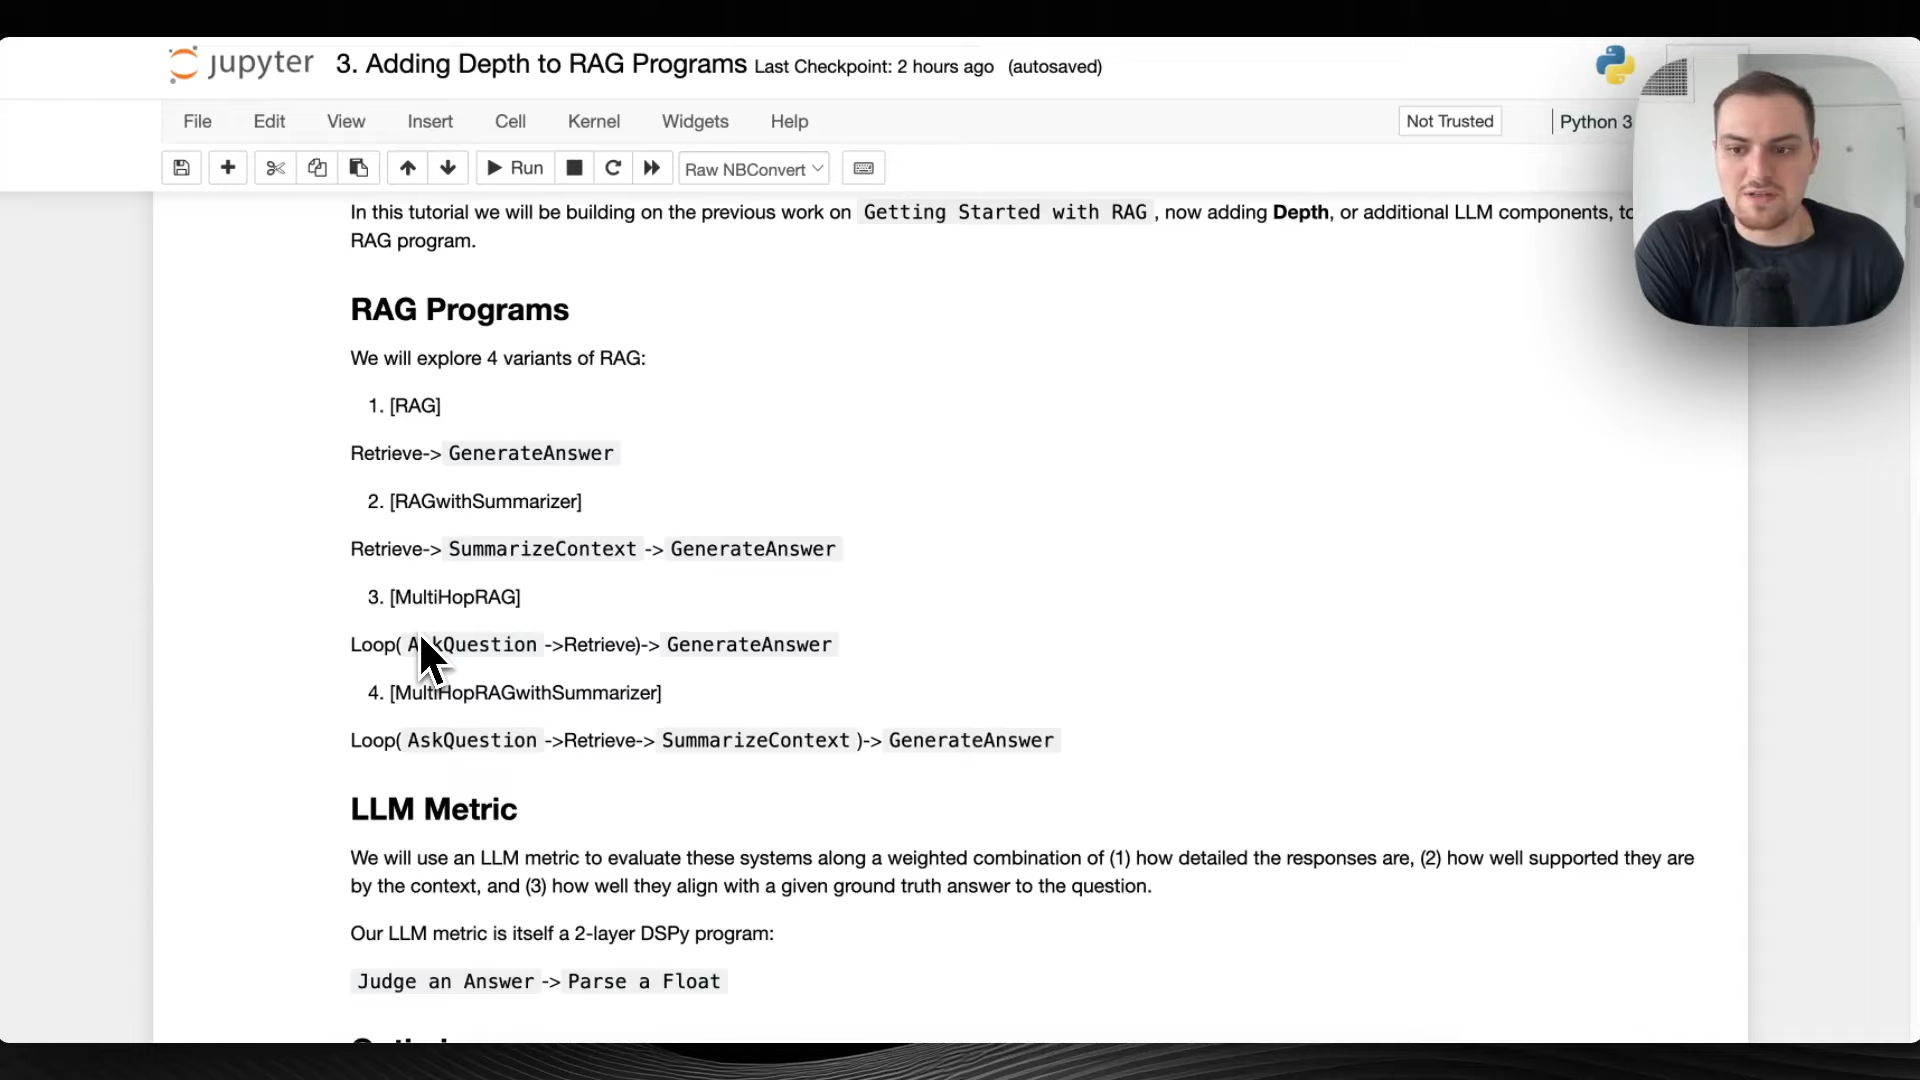 jupyter 3. Adding Depth to RAG Programs Last Checkpoint: 2 hours ago (autosaved)
File Edit View Insert Cell Kernel Widgets Help Not Trusted Python 3
Run Raw NBConvert
In this tutorial we will be building on the previous work on Getting Started with RAG , now adding Depth, or additional LLM components, to
RAG program.
RAG Programs
We will explore 4 variants of RAG:
1. [RAG]
Retrieve-> GenerateAnswer
2. [RAGwithSummarizer]
Retrieve-> SummarizeContext -> GenerateAnswer
3. [MultiHopRAG]
Loop( AskQuestion ->Retrieve)-> GenerateAnswer
4. [MultiHopRAGwithSummarizer]
Loop( AskQuestion ->Retrieve-> SummarizeContext )-> GenerateAnswer
LLM Metric
We will use an LLM metric to evaluate these systems along a weighted combination of (1) how detailed the responses are, (2) how well supported they are
by the context, and (3) how well they align with a given ground truth answer to the question.
Our LLM metric is itself a 2-layer DSPy program:
Judge an Answer -> Parse a Float